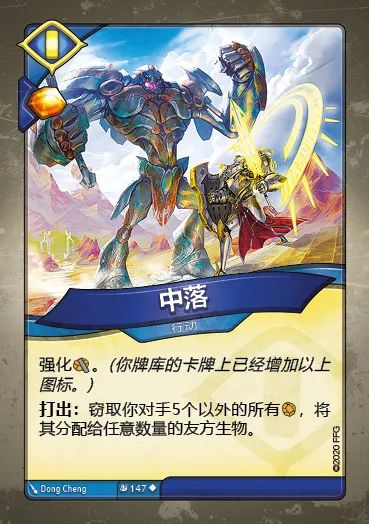 中落
行动
强化。(你牌库的卡牌上已经增加以上
图标。)
打出：窃取你对手5个以外的所有，将
其分配给任意数量的友方生物。
Dong Cheng
147
©2020 FFG